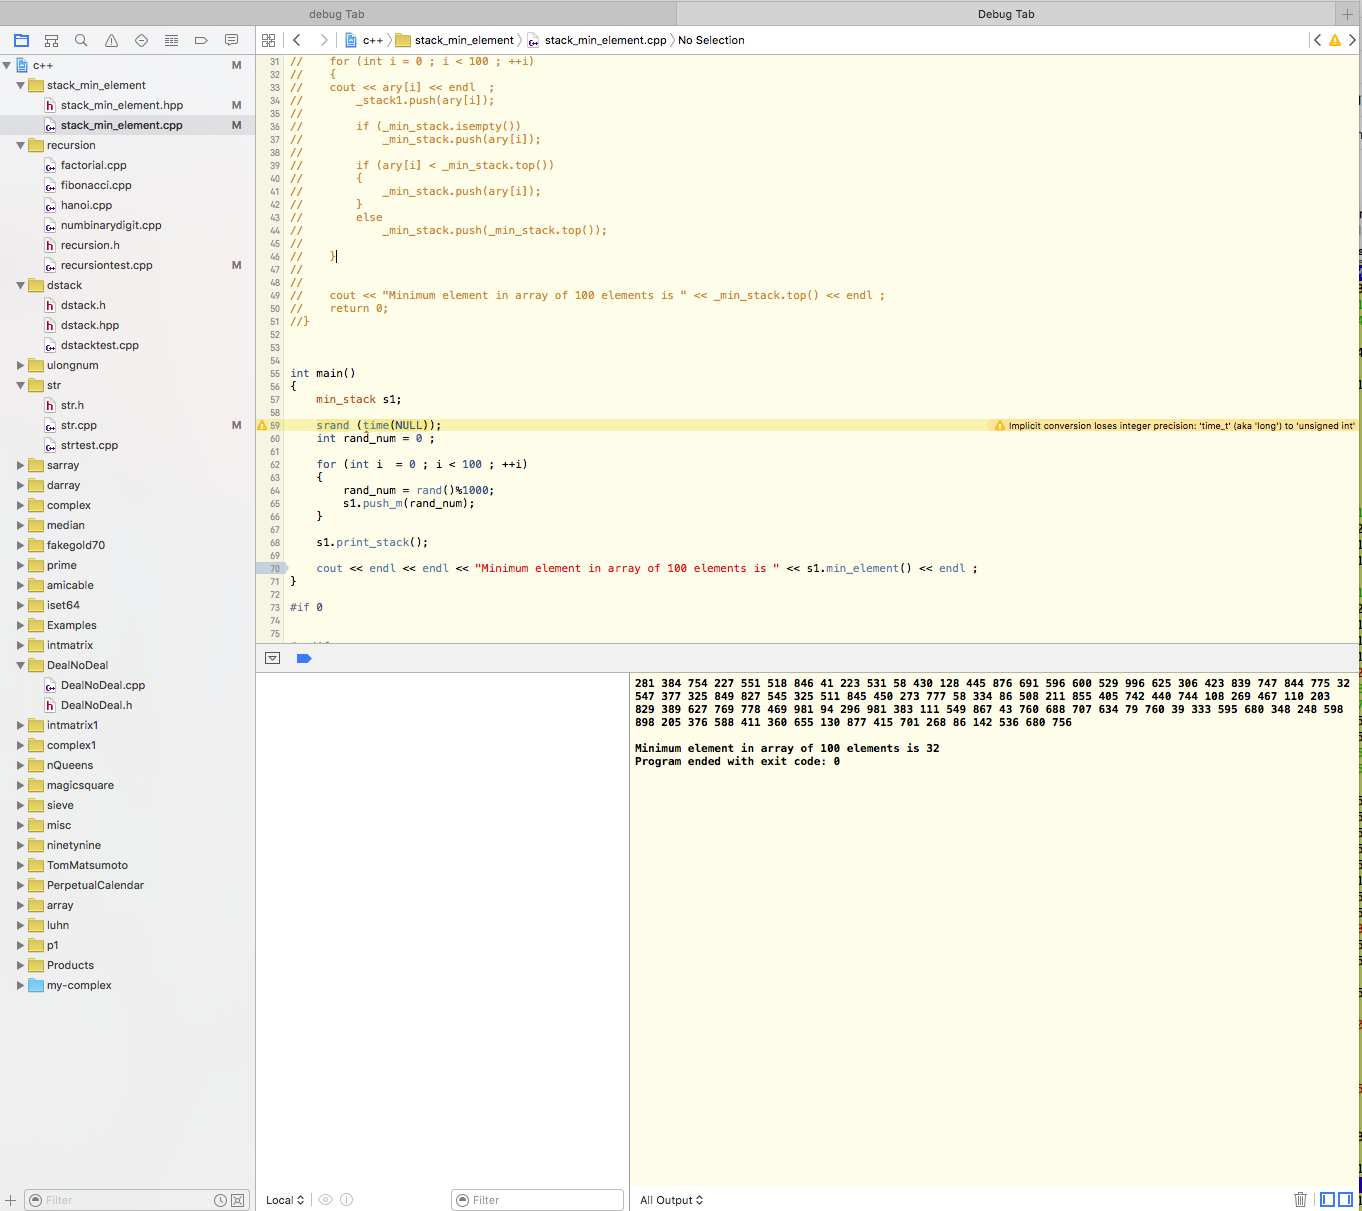 debug Tab
Debug Tab
c++ stack_min_element stack_min_element.cpp No Selection
c++ M
stack_min_element
stack_min_element.hpp M
stack_min_element.cpp M
recursion
factorial.cpp
fibonacci.cpp
hanoi.cpp
numbinarydigit.cpp
recursion.h
recursiontest.cpp M
dstack
dstack.h
dstack.hpp
dstacktest.cpp
ulongnum
str
str.h
str.cpp M
strtest.cpp
sarray
darray
complex
median
fakegold70
prime
amicable
iset64
Examples
intmatrix
DealNoDeal
DealNoDeal.cpp
DealNoDeal.h
intmatrix1
complex1
nQueens
magicsquare
sieve
misc
ninetynine
TomMatsumoto
PerpetualCalendar
array
luhn
p1
Products
my-complex
Filter
31 //    for (int i = 0 ; i < 100 ; ++i)
32 //    {
33 //    cout << ary[i] << endl  ;
34 //        _stack1.push(ary[i]);
35 //
36 //        if (_min_stack.isempty())
37 //            _min_stack.push(ary[i]);
38 //
39 //        if (ary[i] < _min_stack.top())
40 //        {
41 //            _min_stack.push(ary[i]);
42 //        }
43 //        else
44 //            _min_stack.push(_min_stack.top());
45 //
46 //    }
47 //
48 //
49 //    cout << "Minimum element in array of 100 elements is " << _min_stack.top() << endl ;
50 //    return 0;
51 //}
52
53
54
55 int main()
56 {
57     min_stack s1;
58
59     srand (time(NULL));    Implicit conversion loses integer precision: 'time_t' (aka 'long') to 'unsigned int'
60     int rand_num = 0 ;
61
62     for (int i  = 0 ; i < 100 ; ++i)
63     {
64         rand_num = rand()%1000;
65         s1.push_m(rand_num);
66     }
67
68     s1.print_stack();
69
70     cout << endl << endl << "Minimum element in array of 100 elements is " << s1.min_element() << endl ;
71 }
72
73 #if 0
74
75
281 384 754 227 551 518 846 41 223 531 58 430 128 445 876 691 596 600 529 996 625 306 423 839 747 844 775 32
547 377 325 849 827 545 325 511 845 450 273 777 58 334 86 508 211 855 405 742 440 744 108 269 467 110 203
829 389 627 769 778 469 981 94 296 981 383 111 549 867 43 760 688 707 634 79 760 39 333 595 680 348 248 598
898 205 376 588 411 360 655 130 877 415 701 268 86 142 536 680 756
Minimum element in array of 100 elements is 32
Program ended with exit code: 0
Local
Filter
All Output